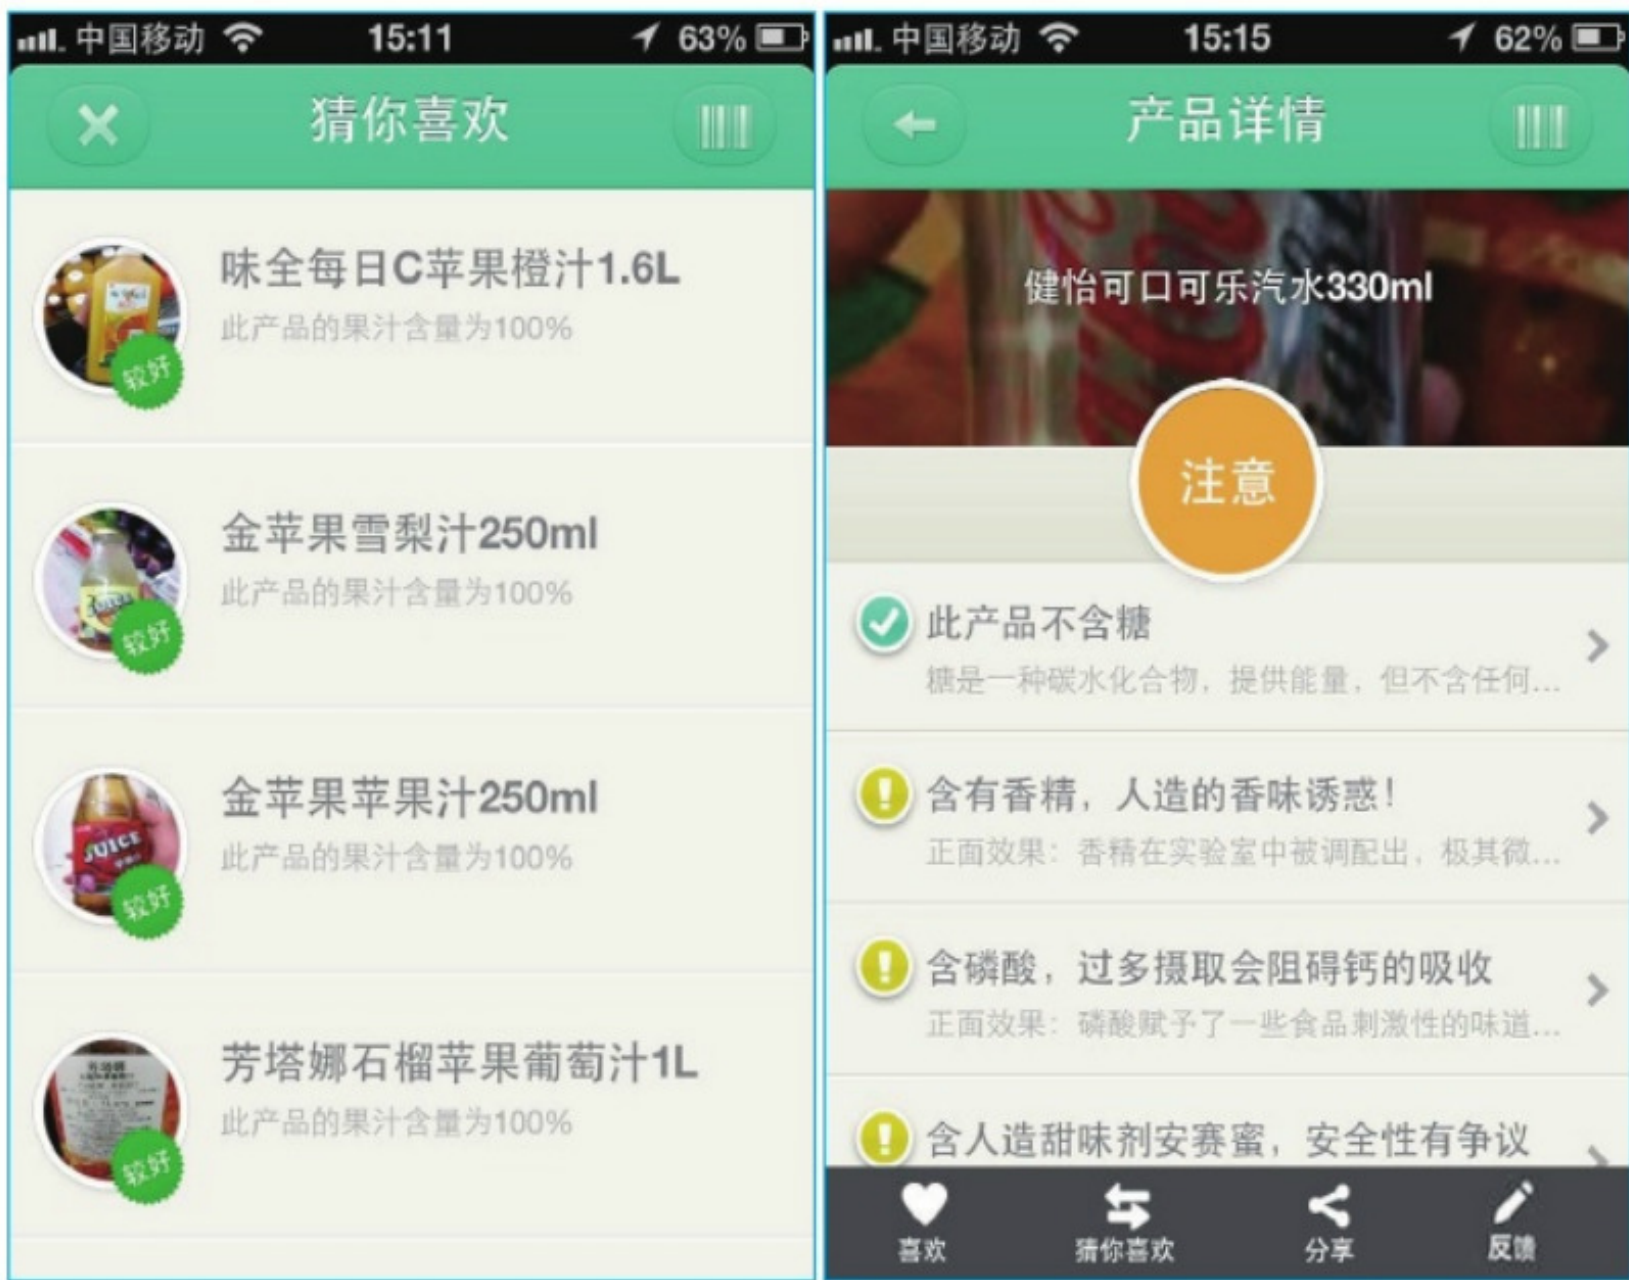 中国移动 15:11 63%
猜你喜欢
味全每日C苹果橙汁1.6L
此产品的果汁含量为100%
较好
金苹果雪梨汁250ml
此产品的果汁含量为100%
较好
金苹果苹果汁250ml
此产品的果汁含量为100%
JUICE
较好
芳塔娜石榴苹果葡萄汁1L
此产品的果汁含量为100%
较好
中国移动 15:15 62%
产品详情
健怡可口可乐汽水330ml
注意
此产品不含糖
糖是一种碳水化合物，提供能量，但不含任何...
含有香精，人造的香味诱惑！
正面效果：香精在实验室中被调配出，极其微...
含磷酸，过多摄取会阻碍钙的吸收
正面效果：磷酸赋予了一些食品刺激性的味道...
含人造甜味剂安赛蜜，安全性有争议
喜欢 猜你喜欢 分享 反馈